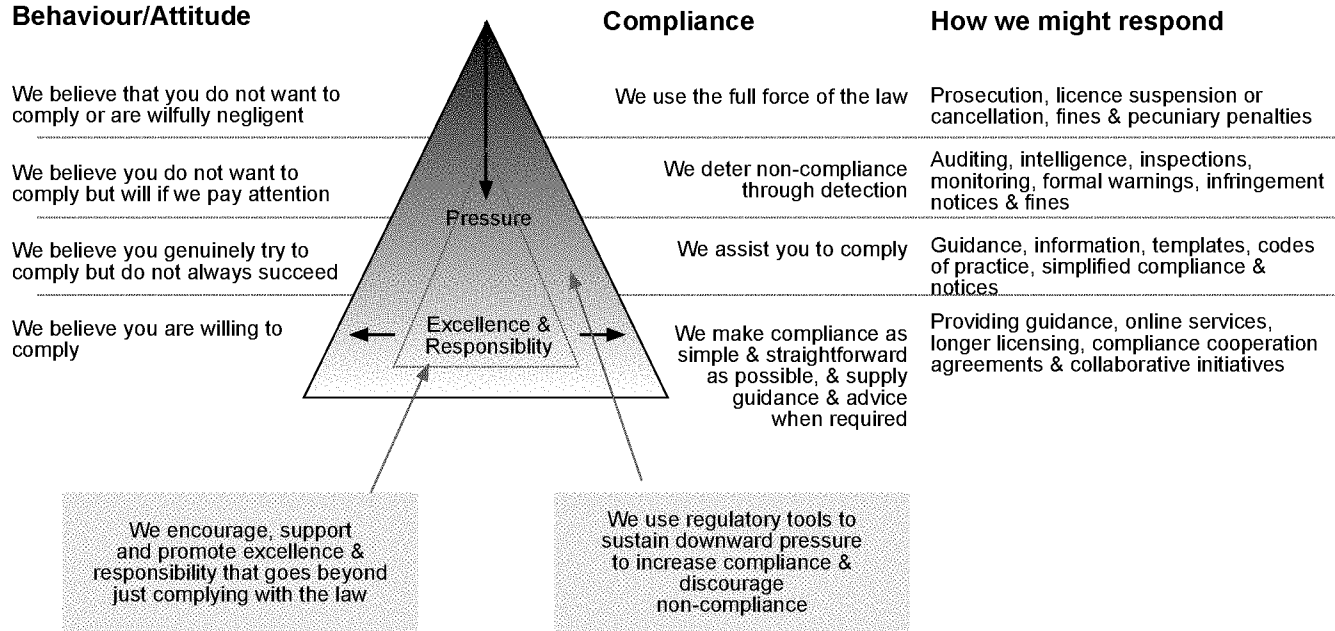 Behaviour/Attitude
Compliance
How we might respond
We believe that you do not want to
comply or are wilfully negligent
We use the full force of the law
Prosecution, licence suspension or
cancellation, fines & pecuniary penalties
We believe you do not want to
comply but will if we pay attention
We deter non-compliance
through detection
Auditing, intelligence, inspections,
monitoring, formal warnings, infringement
notices & fines
Pressure
We believe you genuinely try to
comply but do not always succeed
We assist you to comply
Guidance, information, templates, codes
of practice, simplified compliance &
notices
We believe you are willing to
comply
Excellence &
Responsiblity
We make compliance as
simple & straightforward
as possible, & supply
guidance & advice
when required
Providing guidance, online services,
longer licensing, compliance cooperation
agreements & collaborative initiatives
We encourage, support
and promote excellence &
responsibility that goes beyond
just complying with the law
We use regulatory tools to
sustain downward pressure
to increase compliance &
discourage
non-compliance